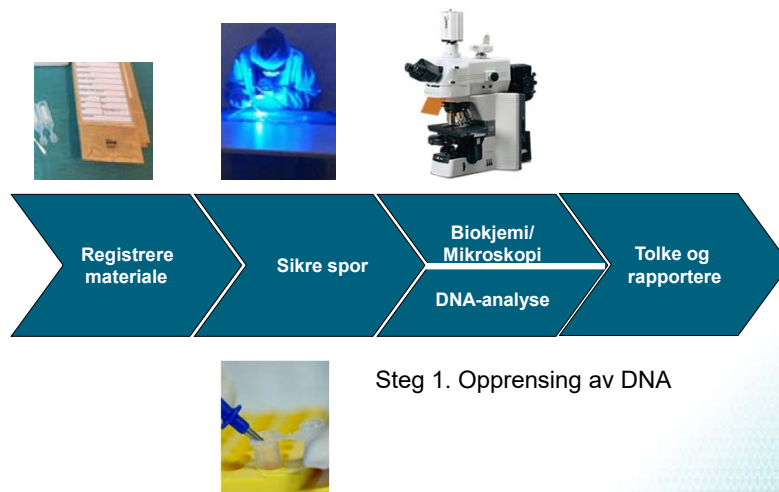 Registrere
materiale
Sikre spor
Biokjemi/
Mikroskopi
DNA-analyse
Tolke og
rapportere
Steg 1. Opprensing av DNA